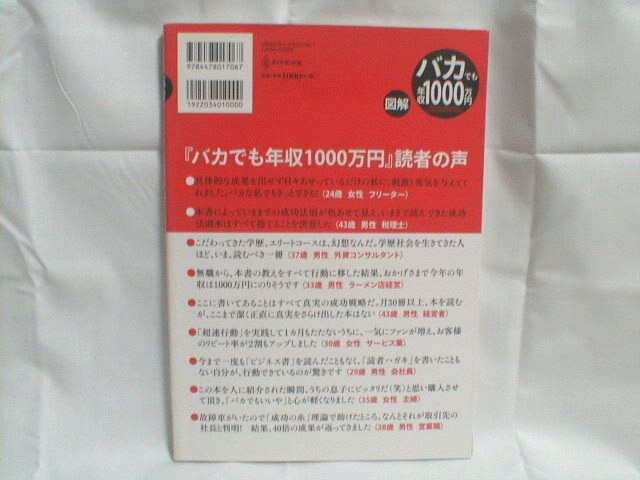 9784478017067
1922034010000
ダイヤモンド社
定価：本体1000円＋税
バカでも
年収1000万円
図解
『バカでも年収1000万円』読者の声
●具体的な成果を出せず日々あせっているだけの私に、刺激と勇気を与えてく
れました。バカな私でもきっとできる！（24歳 女性 フリーター）
●本書によっていままでの成功法則が色あせて見え、いままで読んできた成功
法則本はすべて捨てることを決意した（43歳 男性 税理士）
●こだわってきた学歴、エリートコースは、幻想なんだ。学歴社会を生きてきた人
ほど、いま、読むべき一冊（37歳 男性 外資コンサルタント）
●無職から、本書の教えをすべて行動に移した結果、おかげさまで今年の年
収は1000万円にのりそうです（33歳 男性 ラーメン店経営）
●ここに書いてあることはすべて真実の成功戦略だ。月30冊以上、本を読む
が、ここまで潔く正直に真実をさらけ出した本はない（43歳 男性 経営者）
●「超速行動」を実践して1カ月もたたないうちに、一気にファンが増え、お客様
のリピート率が2割もアップしました（30歳 女性 サービス業）
●今まで一度も「ビジネス書」を読んだこともなく、「読者ハガキ」を書いたことも
ない自分が、行動できているのが驚きです（29歳 男性 会社員）
●この本を人に紹介された瞬間、うちの息子にピッタリだ（笑）と思い購入させ
て頂き、「バカでもいいや」と心が軽くなりました（35歳 女性 主婦）
●故障車がいたので「成功の糸」理論で助けたところ、なんとそれが取引先の
社長と判明！ 結果、40倍の成果が返ってきました（38歳 男性 営業職）